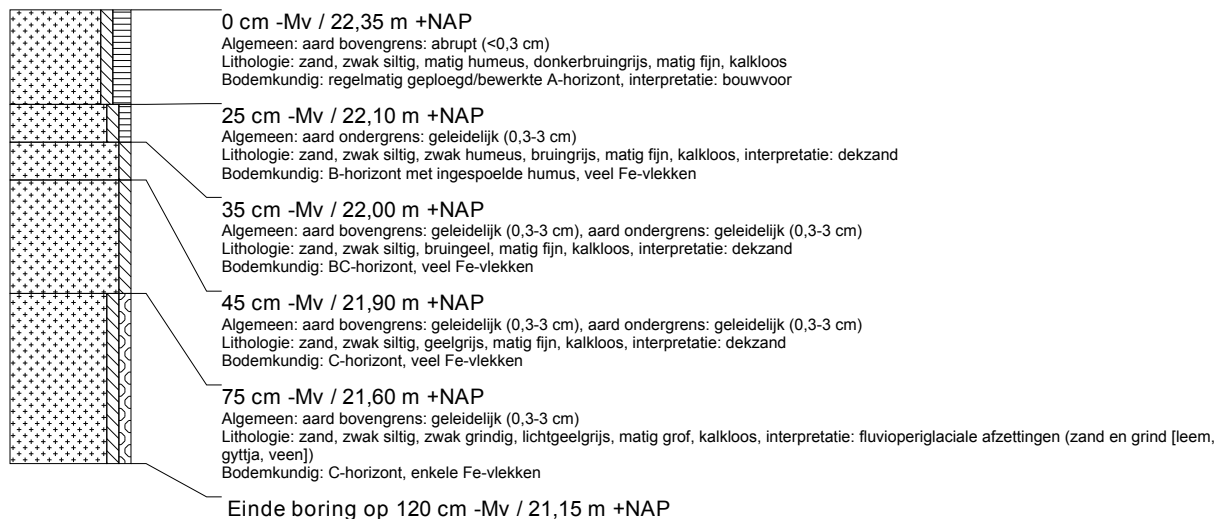 0 cm -Mv / 22,35 m +NAP
Algemeen: aard bovengrens: abrupt (<0,3 cm)
Lithologie: zand, zwak siltig, matig humeus, donkerbruingrijs, matig fijn, kalkloos
Bodemkundig: regelmatig geploegd/bewerkte A-horizont, interpretatie: bouwvoor
25 cm -Mv / 22,10 m +NAP
Algemeen: aard ondergrens: geleidelijk (0,3-3 cm)
Lithologie: zand, zwak siltig, zwak humeus, bruingrijs, matig fijn, kalkloos, interpretatie: dekzand
Bodemkundig: B-horizont met ingespoelde humus, veel Fe-vlekken
35 cm -Mv / 22,00 m +NAP
Algemeen: aard bovengrens: geleidelijk (0,3-3 cm), aard ondergrens: geleidelijk (0,3-3 cm)
Lithologie: zand, zwak siltig, bruingeel, matig fijn, kalkloos, interpretatie: dekzand
Bodemkundig: BC-horizont, veel Fe-vlekken
45 cm -Mv / 21,90 m +NAP
Algemeen: aard bovengrens: geleidelijk (0,3-3 cm), aard ondergrens: geleidelijk (0,3-3 cm)
Lithologie: zand, zwak siltig, geelgrijs, matig fijn, kalkloos, interpretatie: dekzand
Bodemkundig: C-horizont, veel Fe-vlekken
75 cm -Mv / 21,60 m +NAP
Algemeen: aard bovengrens: geleidelijk (0,3-3 cm)
Lithologie: zand, zwak siltig, zwak grindig, lichtgeelgrijs, matig grof, kalkloos, interpretatie: fluvioperiglaciale afzettingen (zand en grind [leem,
gyttja, veen])
Bodemkundig: C-horizont, enkele Fe-vlekken
Einde boring op 120 cm -Mv / 21,15 m +NAP